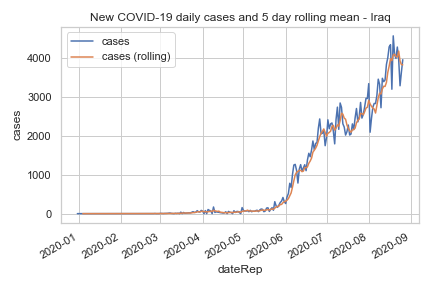 New COVID-19 daily cases and 5 day rolling mean - Iraq
cases
cases (rolling)
4000
3000
2000
1000
0
cases
2020-01
2020-02
2020-03
2020-04
2020-05
2020-06
2020-07
2020-08
2020-09
dateRep